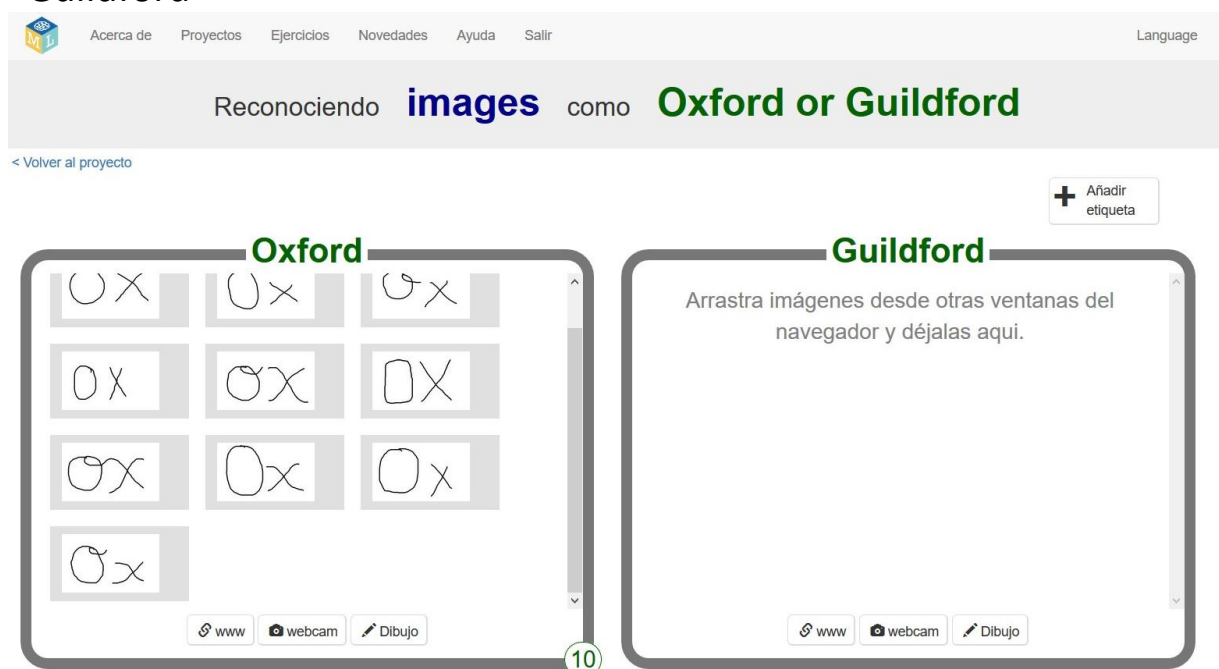 Guildford
ML Acerca de Proyectos Ejercicios Novedades Ayuda Salir Language
Reconociendo images como Oxford or Guildford
< Volver al proyecto
+ Añadir
etiqueta
Oxford Guildford
Arrastra imágenes desde otras ventanas del
navegador y déjalas aqui.
Ox Ox Ox
OX Ox OX
Ox Ox Ox
Ox
www webcam Dibujo www webcam Dibujo
10